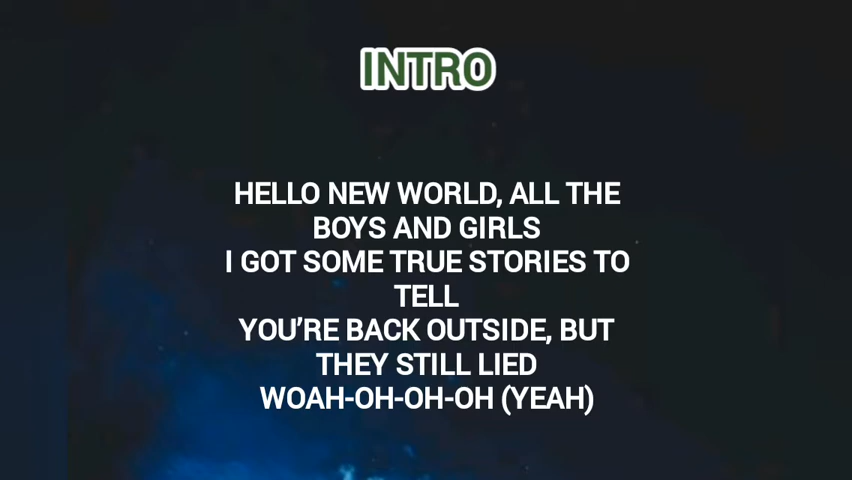 INTRO
HELLO NEW WORLD, ALL THE
BOYS AND GIRLS
I GOT SOME TRUE STORIES TO
TELL
YOU’RE BACK OUTSIDE, BUT
THEY STILL LIED
WOAH-OH-OH-OH (YEAH)